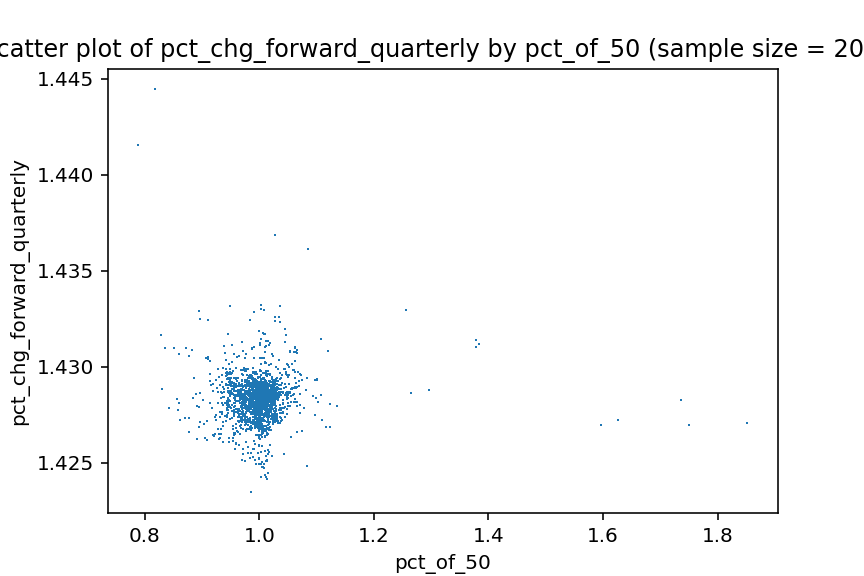 catter plot of pct_chg_forward_quarterly by pct_of_50 (sample size = 20
1.445
1.440
1.435
1.430
1.425
pct_chg_forward_quarterly
0.8 1.0 1.2 1.4 1.6 1.8
pct_of_50